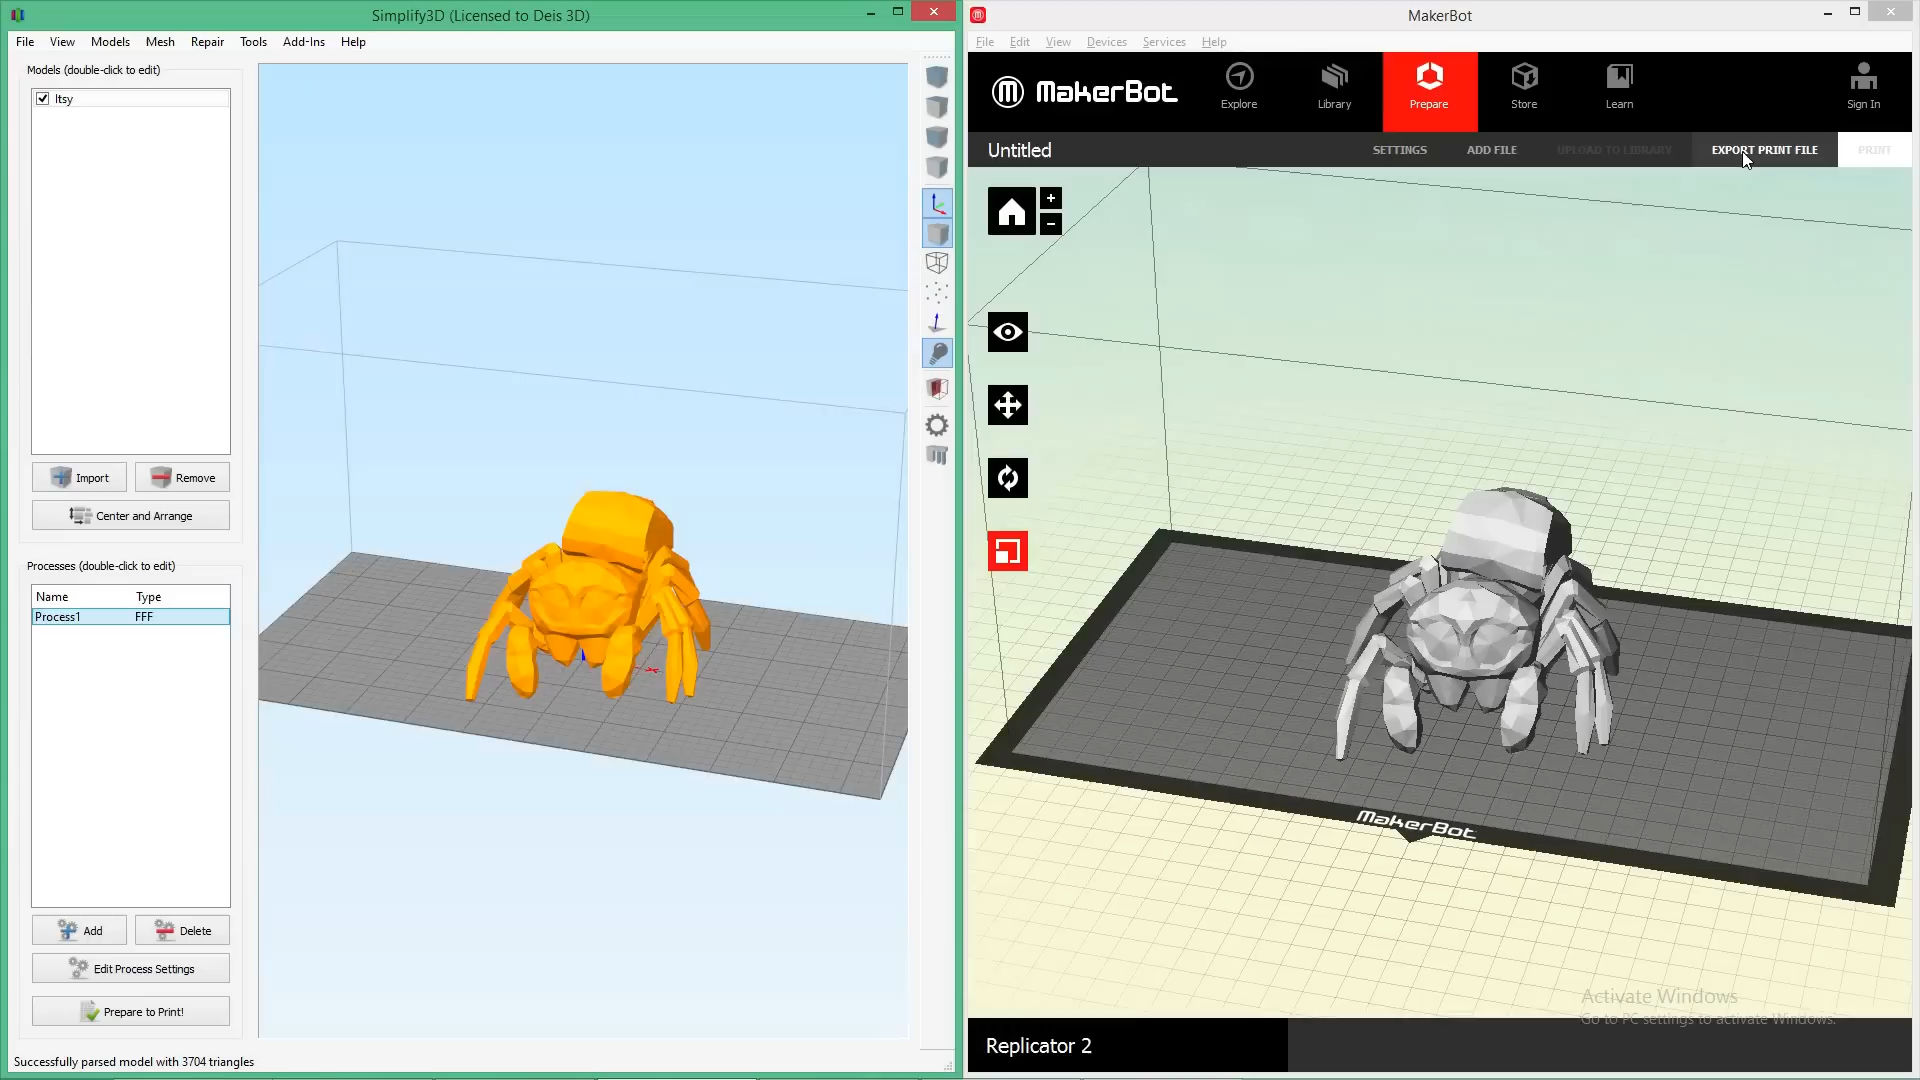 Simplify3D (Licensed to Deis 3D)
File View Models Mesh Repair Tools Add-Ins Help
Models (double-click to edit)
Itsy
Import Remove
Center and Arrange
Processes (double-click to edit)
Name Type
Process1 FFF
Add Delete
Edit Process Settings
Prepare to Print!
Successfully parsed model with 3704 triangles
MakerBot
File Edit View Devices Services Help
MakerBot
Explore Library Prepare Store Learn Sign In
Untitled SETTINGS ADD FILE UPLOAD TO LIBRARY EXPORT PRINT FILE PRINT
MakerBot
Activate Windows
Go to PC settings to activate Windows.
Replicator 2